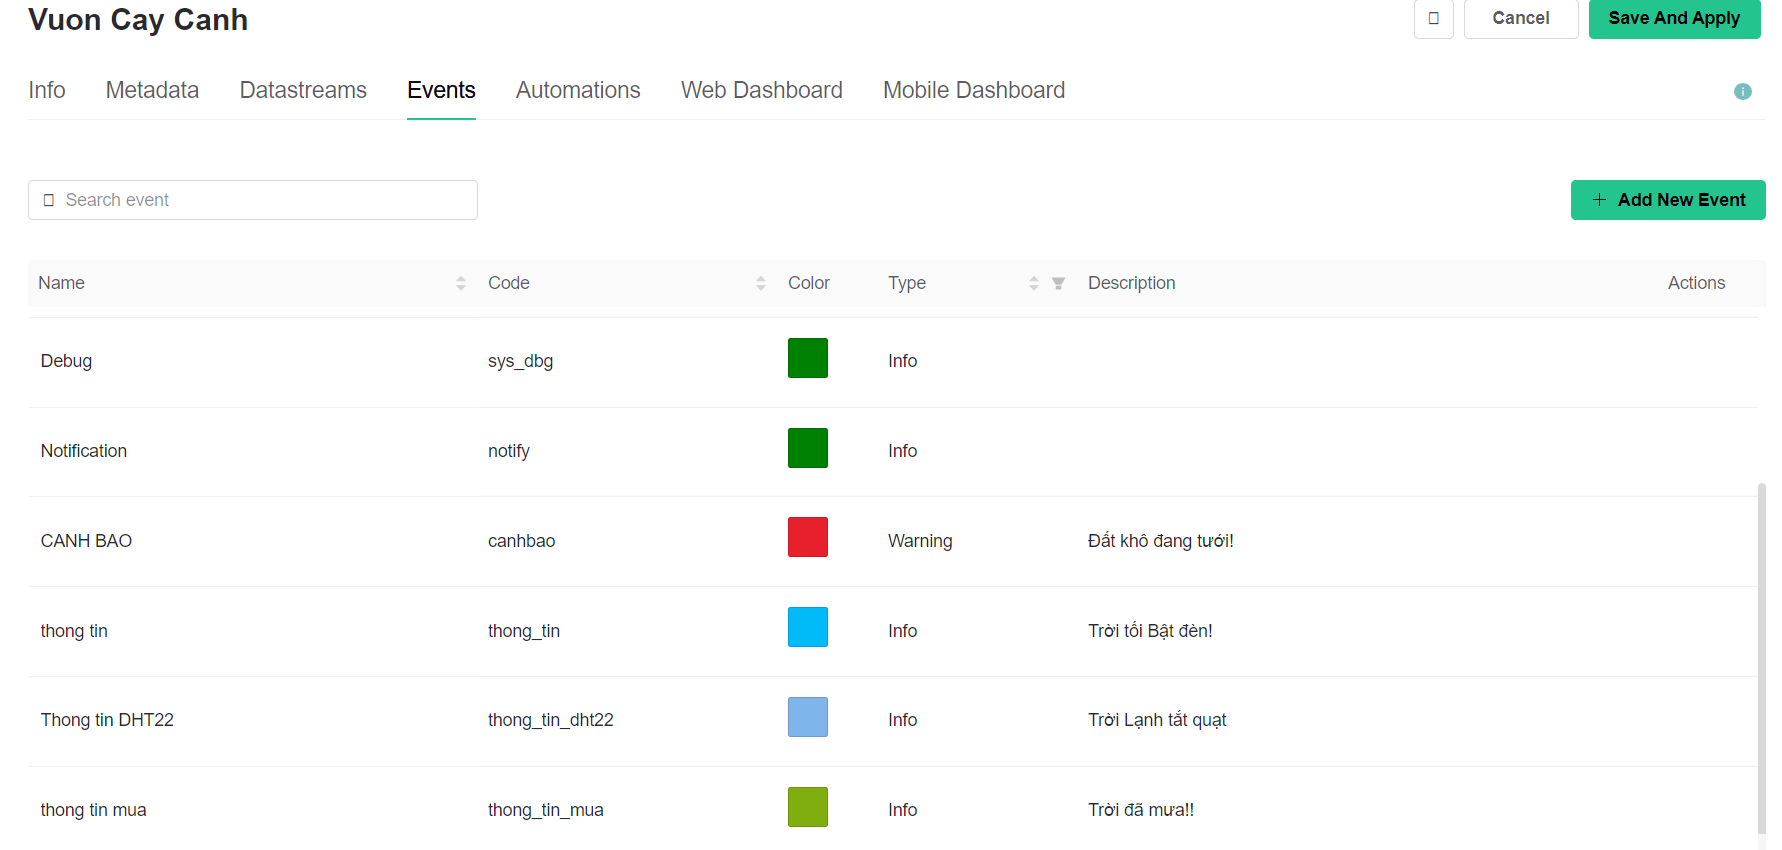 Vuon Cay Canh
Cancel
Save And Apply
Info Metadata Datastreams Events Automations Web Dashboard Mobile Dashboard
Search event
+ Add New Event
Name Code Color Type Description Actions
Debug sys_dbg Info
Notification notify Info
CANH BAO canhbao Warning Đất khô đang tưới!
thong tin thong_tin Info Trời tối Bật đèn!
Thong tin DHT22 thong_tin_dht22 Info Trời Lạnh tắt quạt
thong tin mua thong_tin_mua Info Trời đã mưa!!